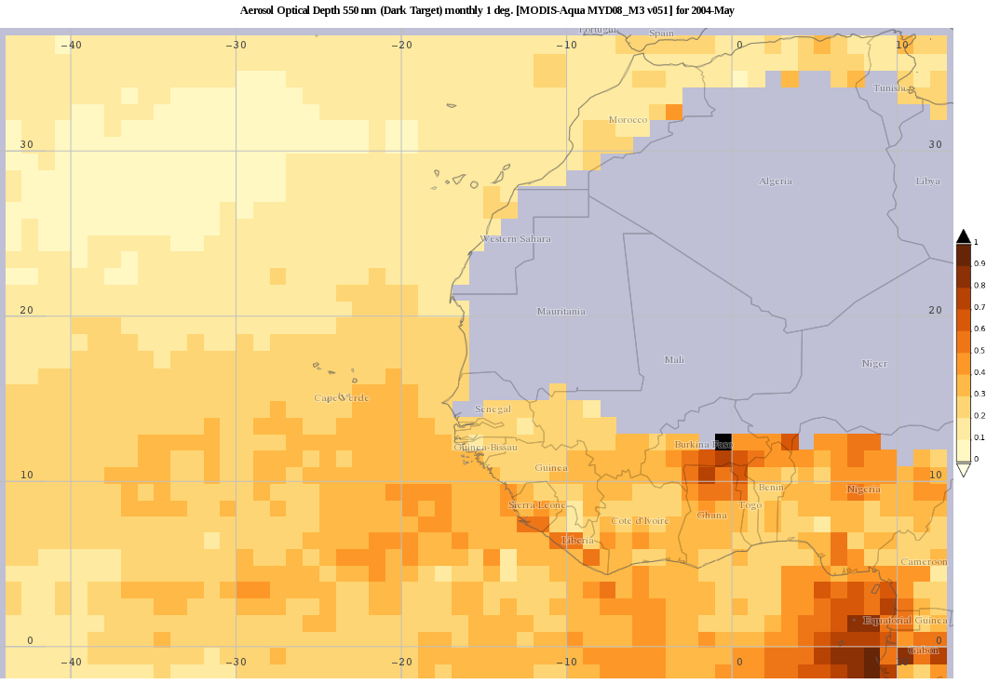 Aerosol Optical Depth 550 nm (Dark Target) monthly 1 deg. [MODIS-Aqua MYD08_M3 v051] for 2004-May
Portugal
Spain
−40
−30
−20
−10
0
10
Tunisia
Morocco
30
30
Algeria
Libya
Western Sahara
1
0.9
0.8
0.7
0.6
0.5
0.4
0.3
0.2
0.1
0
20
20
Mauritania
Mali
Niger
Cape Verde
Senegal
Guinea-Bissau
Burkina Faso
Guinea
10
10
Benin
Nigeria
Sierra Leone
Togo
Ghana
Cote d'Ivoire
Liberia
Cameroon
Equatorial Guinea
0
0
Gabon
−40
−30
−20
−10
0
10